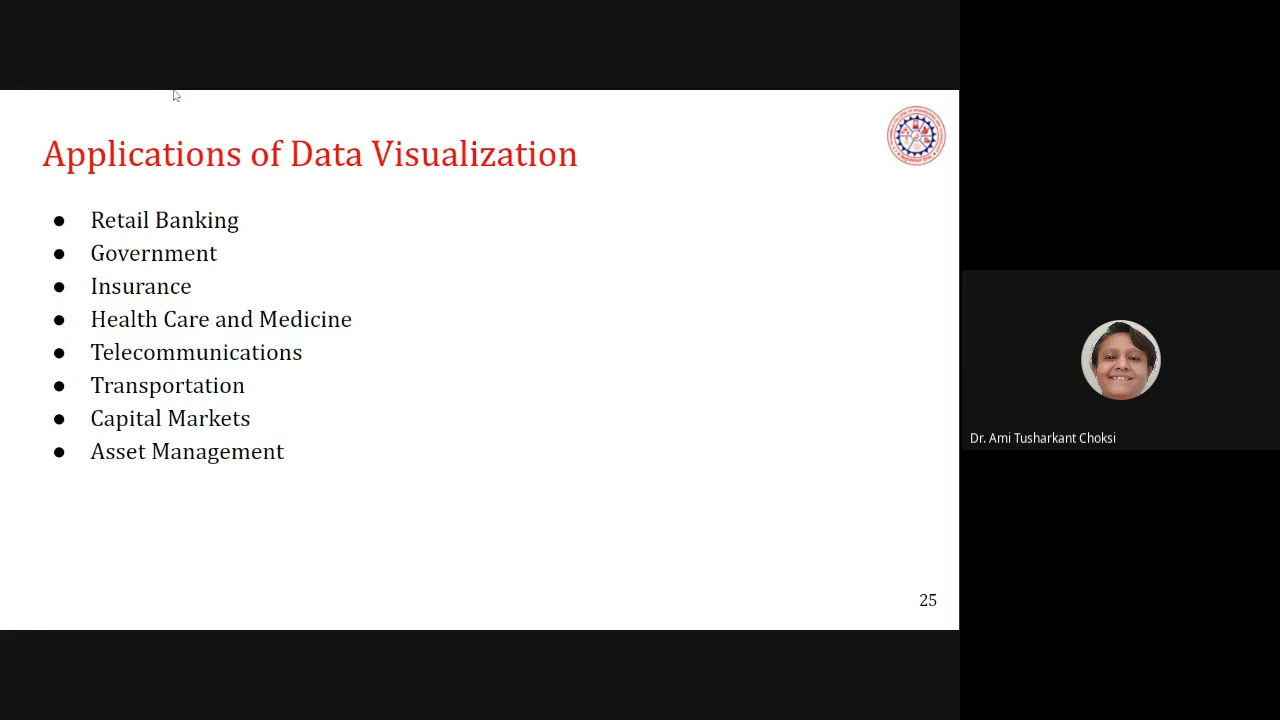 Applications of Data Visualization
● Retail Banking
● Government
● Insurance
● Health Care and Medicine
● Telecommunications
● Transportation
● Capital Markets
● Asset Management
25
Dr. Ami Tusharkant Choksi